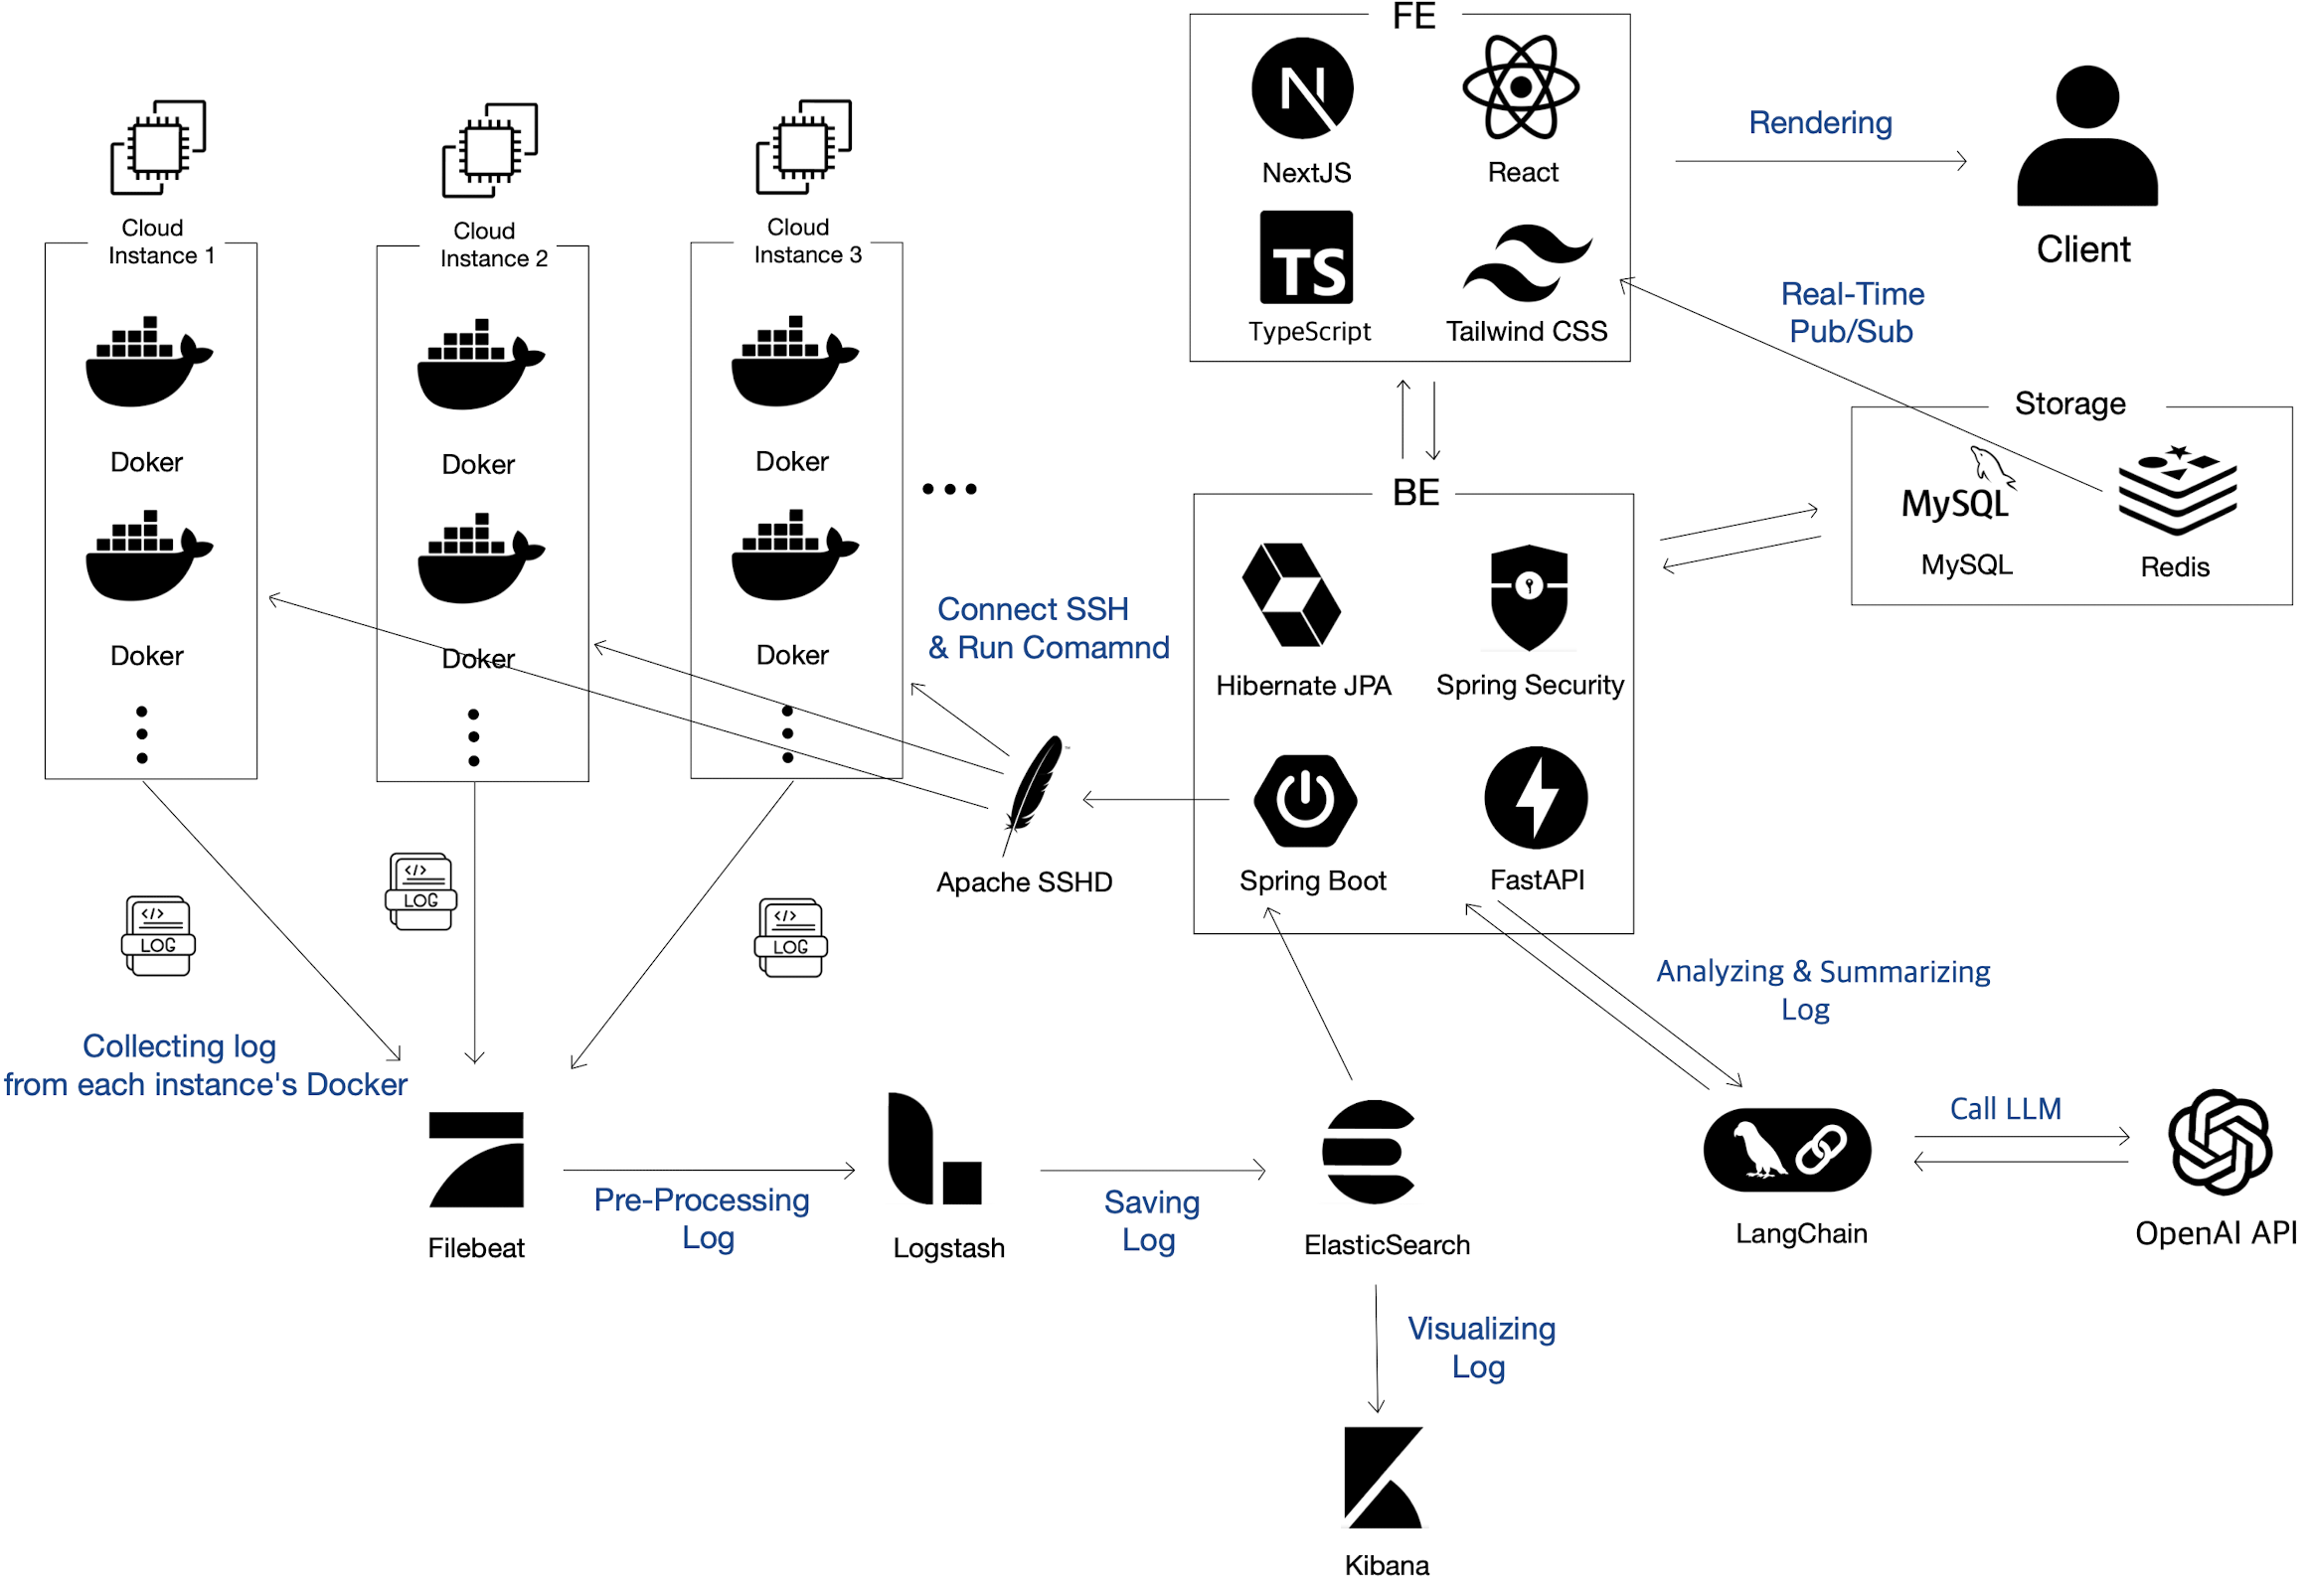 FE
NextJS
React
TS
TypeScript
Tailwind CSS
Rendering
Client
Real-Time
Pub/Sub
Storage
MySQL
MySQL
Redis
Cloud
Instance 1
Doker
Doker
Cloud
Instance 2
Doker
Doker
Cloud
Instance 3
Doker
Doker
Connect SSH
& Run Comamnd
Apache SSHD
BE
Hibernate JPA
Spring Security
Spring Boot
FastAPI
Analyzing & Summarizing
Log
</>
LOG
</>
LOG
</>
LOG
Collecting log
from each instance's Docker
Filebeat
Pre-Processing
Log
Logstash
Saving
Log
ElasticSearch
LangChain
Call LLM
OpenAI API
Visualizing
Log
Kibana